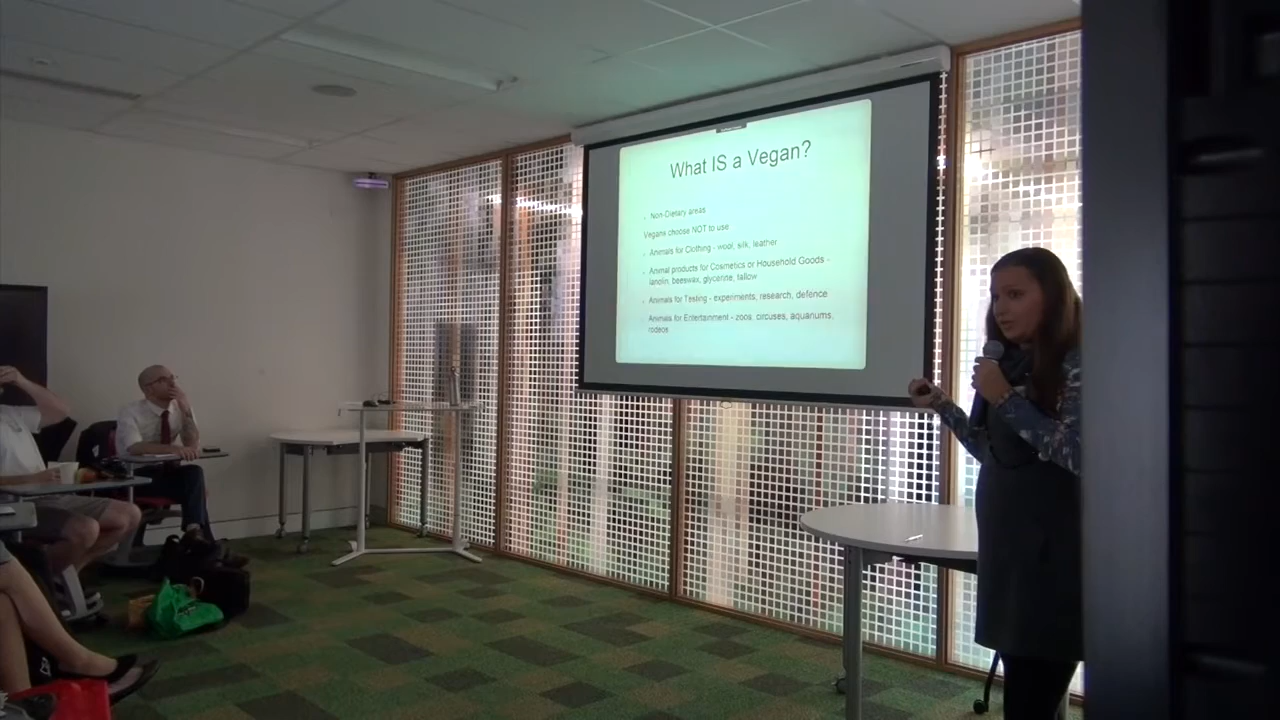 What IS a Vegan?
Non-Dietary areas
Vegans choose NOT to use
Animals for Clothing - wool, silk, leather
Animal products for Cosmetics or Household Goods -
lanolin, beeswax, glycerine, tallow
Animals for Testing - experiments, research, defence
Animals for Entertainment - zoos, circuses, aquariums,
rodeos